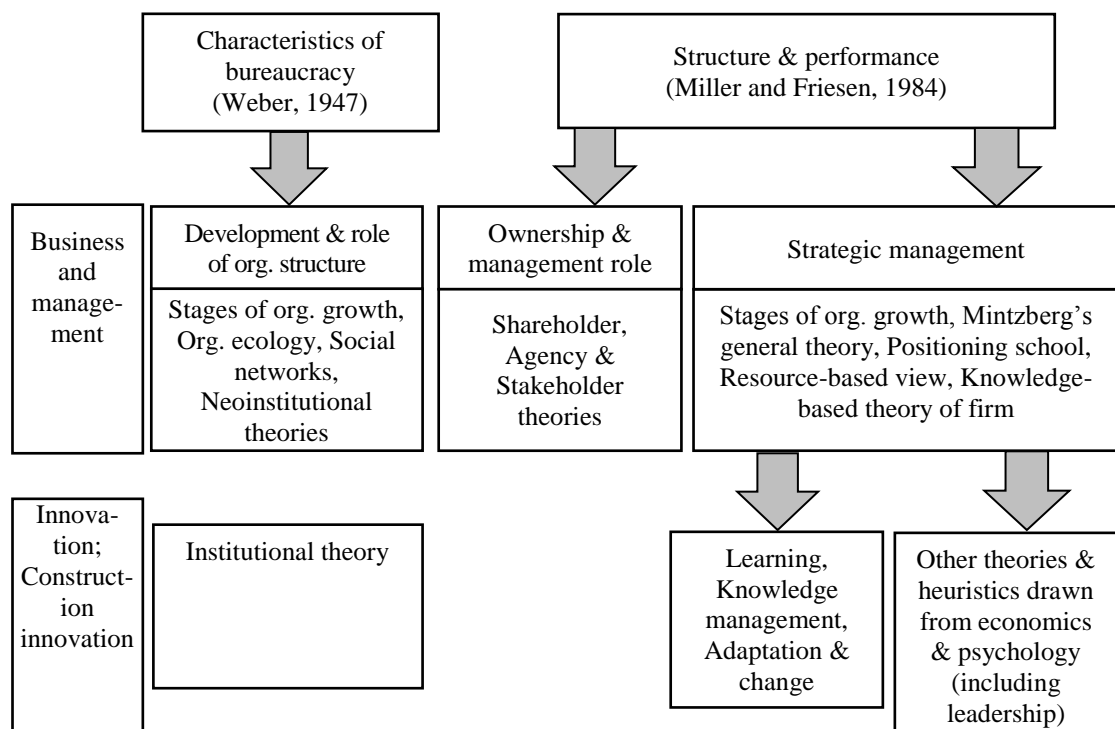 Characteristics of
bureaucracy
(Weber, 1947)
Structure & performance
(Miller and Friesen, 1984)
Business
and
manage-
ment
Development & role
of org. structure
Stages of org. growth,
Org. ecology, Social
networks,
Neoinstitutional
theories
Ownership &
management role
Shareholder,
Agency &
Stakeholder
theories
Strategic management
Stages of org. growth, Mintzberg’s
general theory, Positioning school,
Resource-based view, Knowledge-
based theory of firm
Innova-
tion;
Construct-
ion
innovation
Institutional theory
Learning,
Knowledge
management,
Adaptation &
change
Other theories &
heuristics drawn
from economics
& psychology
(including
leadership)